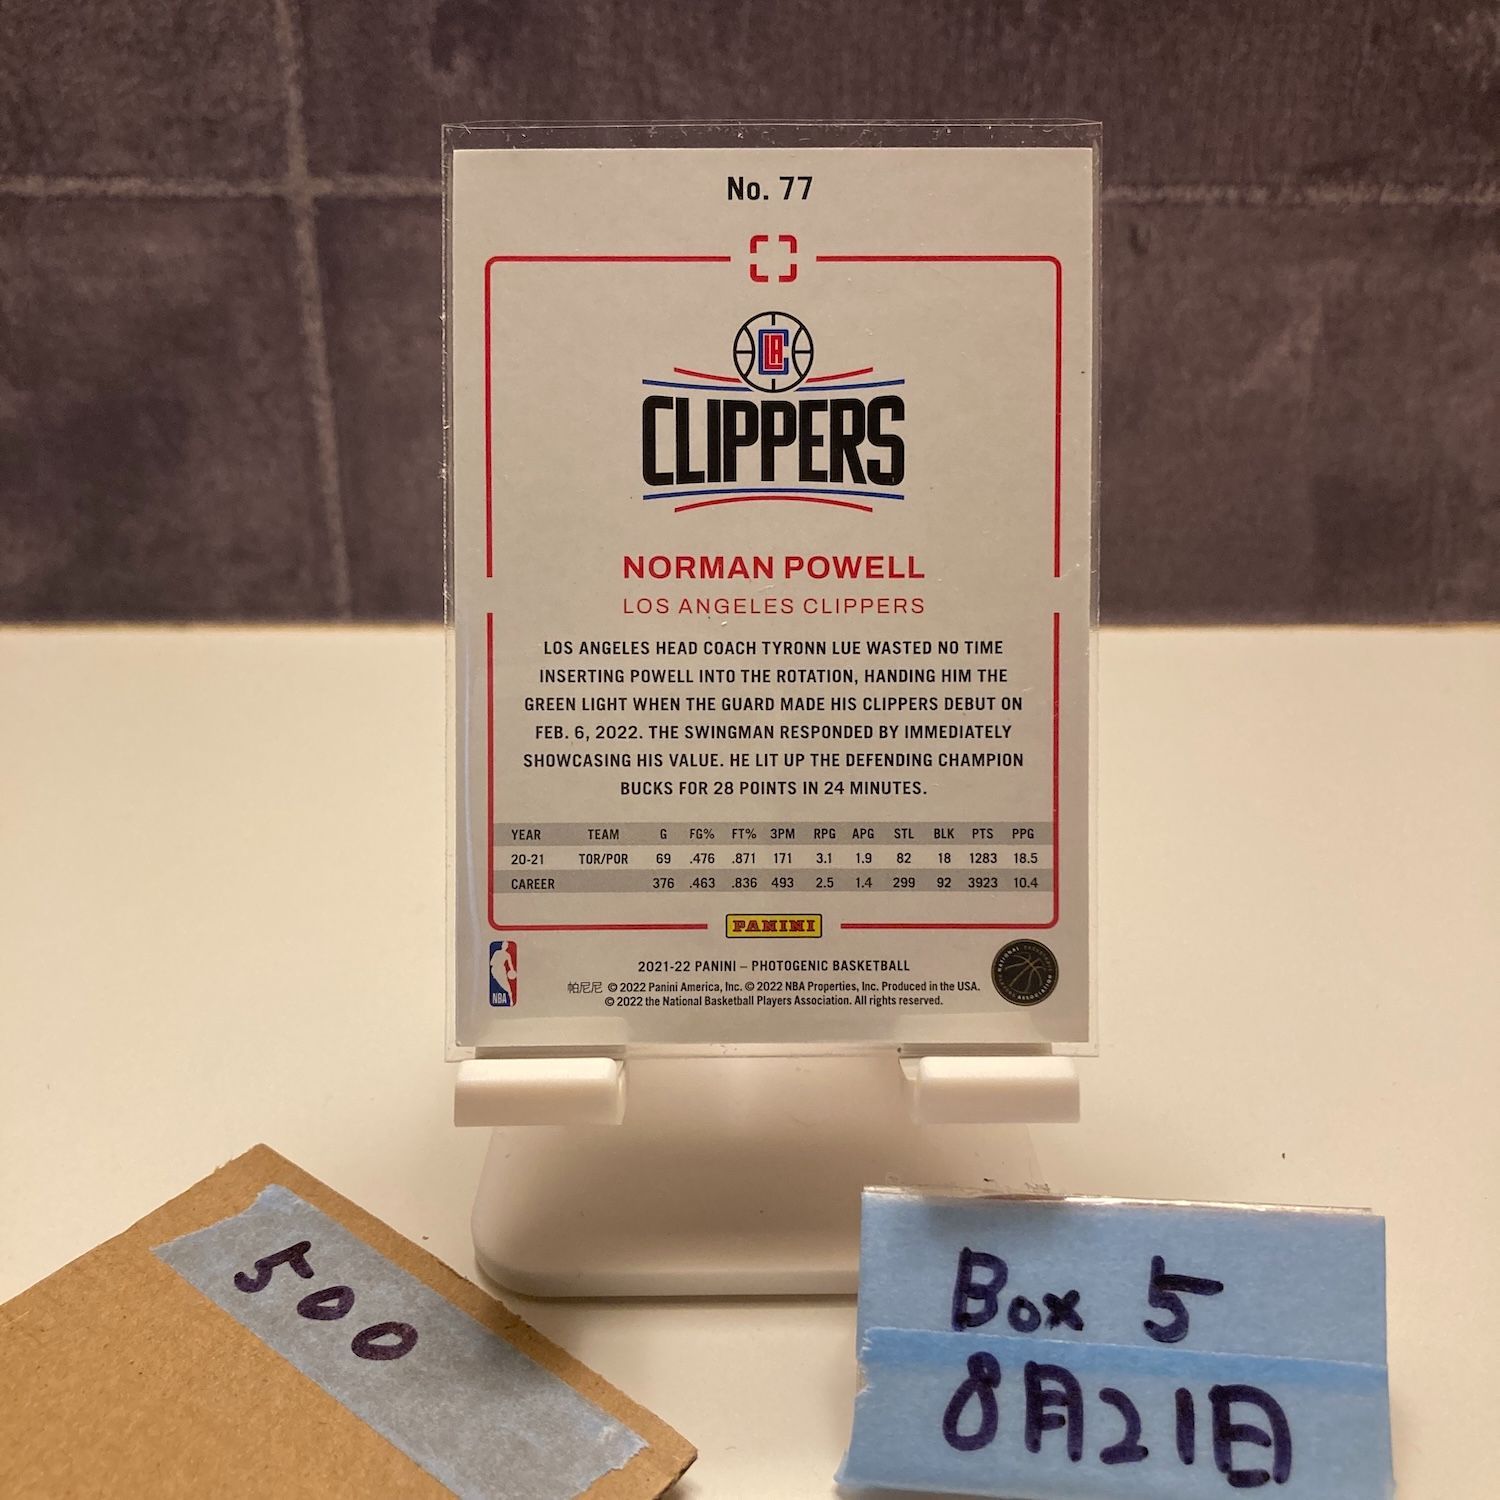 No. 77
LA
CLIPPERS
NORMAN POWELL
LOS ANGELES CLIPPERS
LOS ANGELES HEAD COACH TYRONN LUE WASTED NO TIME
INSERTING POWELL INTO THE ROTATION, HANDING HIM THE
GREEN LIGHT WHEN THE GUARD MADE HIS CLIPPERS DEBUT ON
FEB. 6, 2022. THE SWINGMAN RESPONDED BY IMMEDIATELY
SHOWCASING HIS VALUE. HE LIT UP THE DEFENDING CHAMPION
BUCKS FOR 28 POINTS IN 24 MINUTES.
YEAR TEAM G FG% FT% 3PM RPG APG STL BLK PTS PPG
20-21 TOR/POR 69 .476 .871 171 3.1 1.9 82 18 1283 18.5
CAREER 376 .463 .836 493 2.5 1.4 299 92 3923 10.4
PANINI
NBA
2021-22 PANINI – PHOTOGENIC BASKETBALL
帕尼尼 © 2022 Panini America, Inc. © 2022 NBA Properties, Inc. Produced in the USA.
© 2022 the National Basketball Players Association. All rights reserved.
NATIONAL BASKETBALL PLAYERS ASSOCIATION
500
Box 5
8月21日